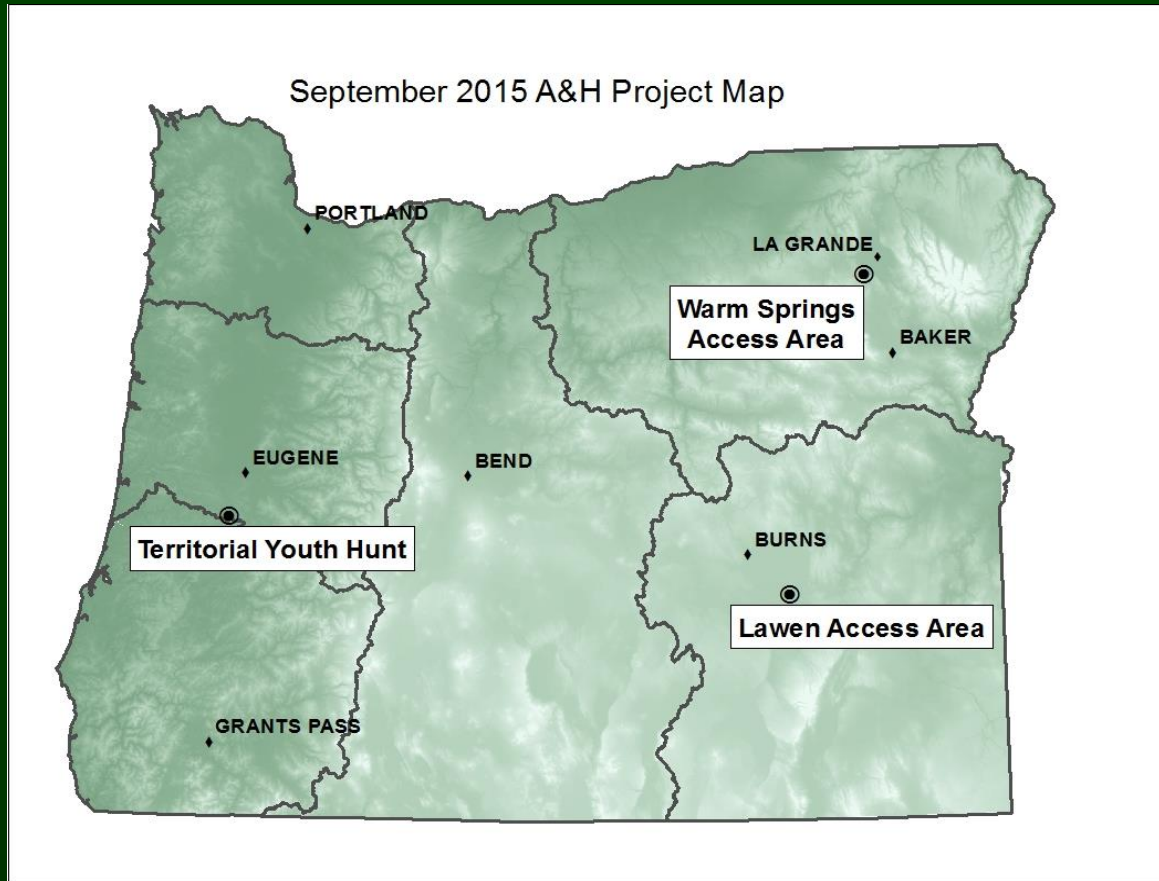 September 2015 A&H Project Map
PORTLAND
LA GRANDE
Warm Springs
Access Area
BAKER
EUGENE
BEND
Territorial Youth Hunt
BURNS
Lawen Access Area
GRANTS PASS